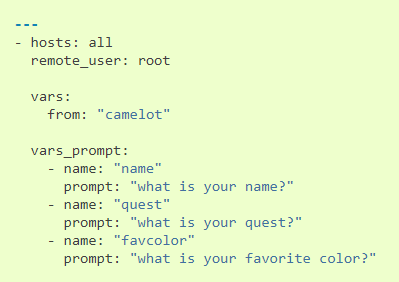 ---
- hosts: all
  remote_user: root

  vars:
    from: "camelot"

  vars_prompt:
    - name: "name"
      prompt: "what is your name?"
    - name: "quest"
      prompt: "what is your quest?"
    - name: "favcolor"
      prompt: "what is your favorite color?"